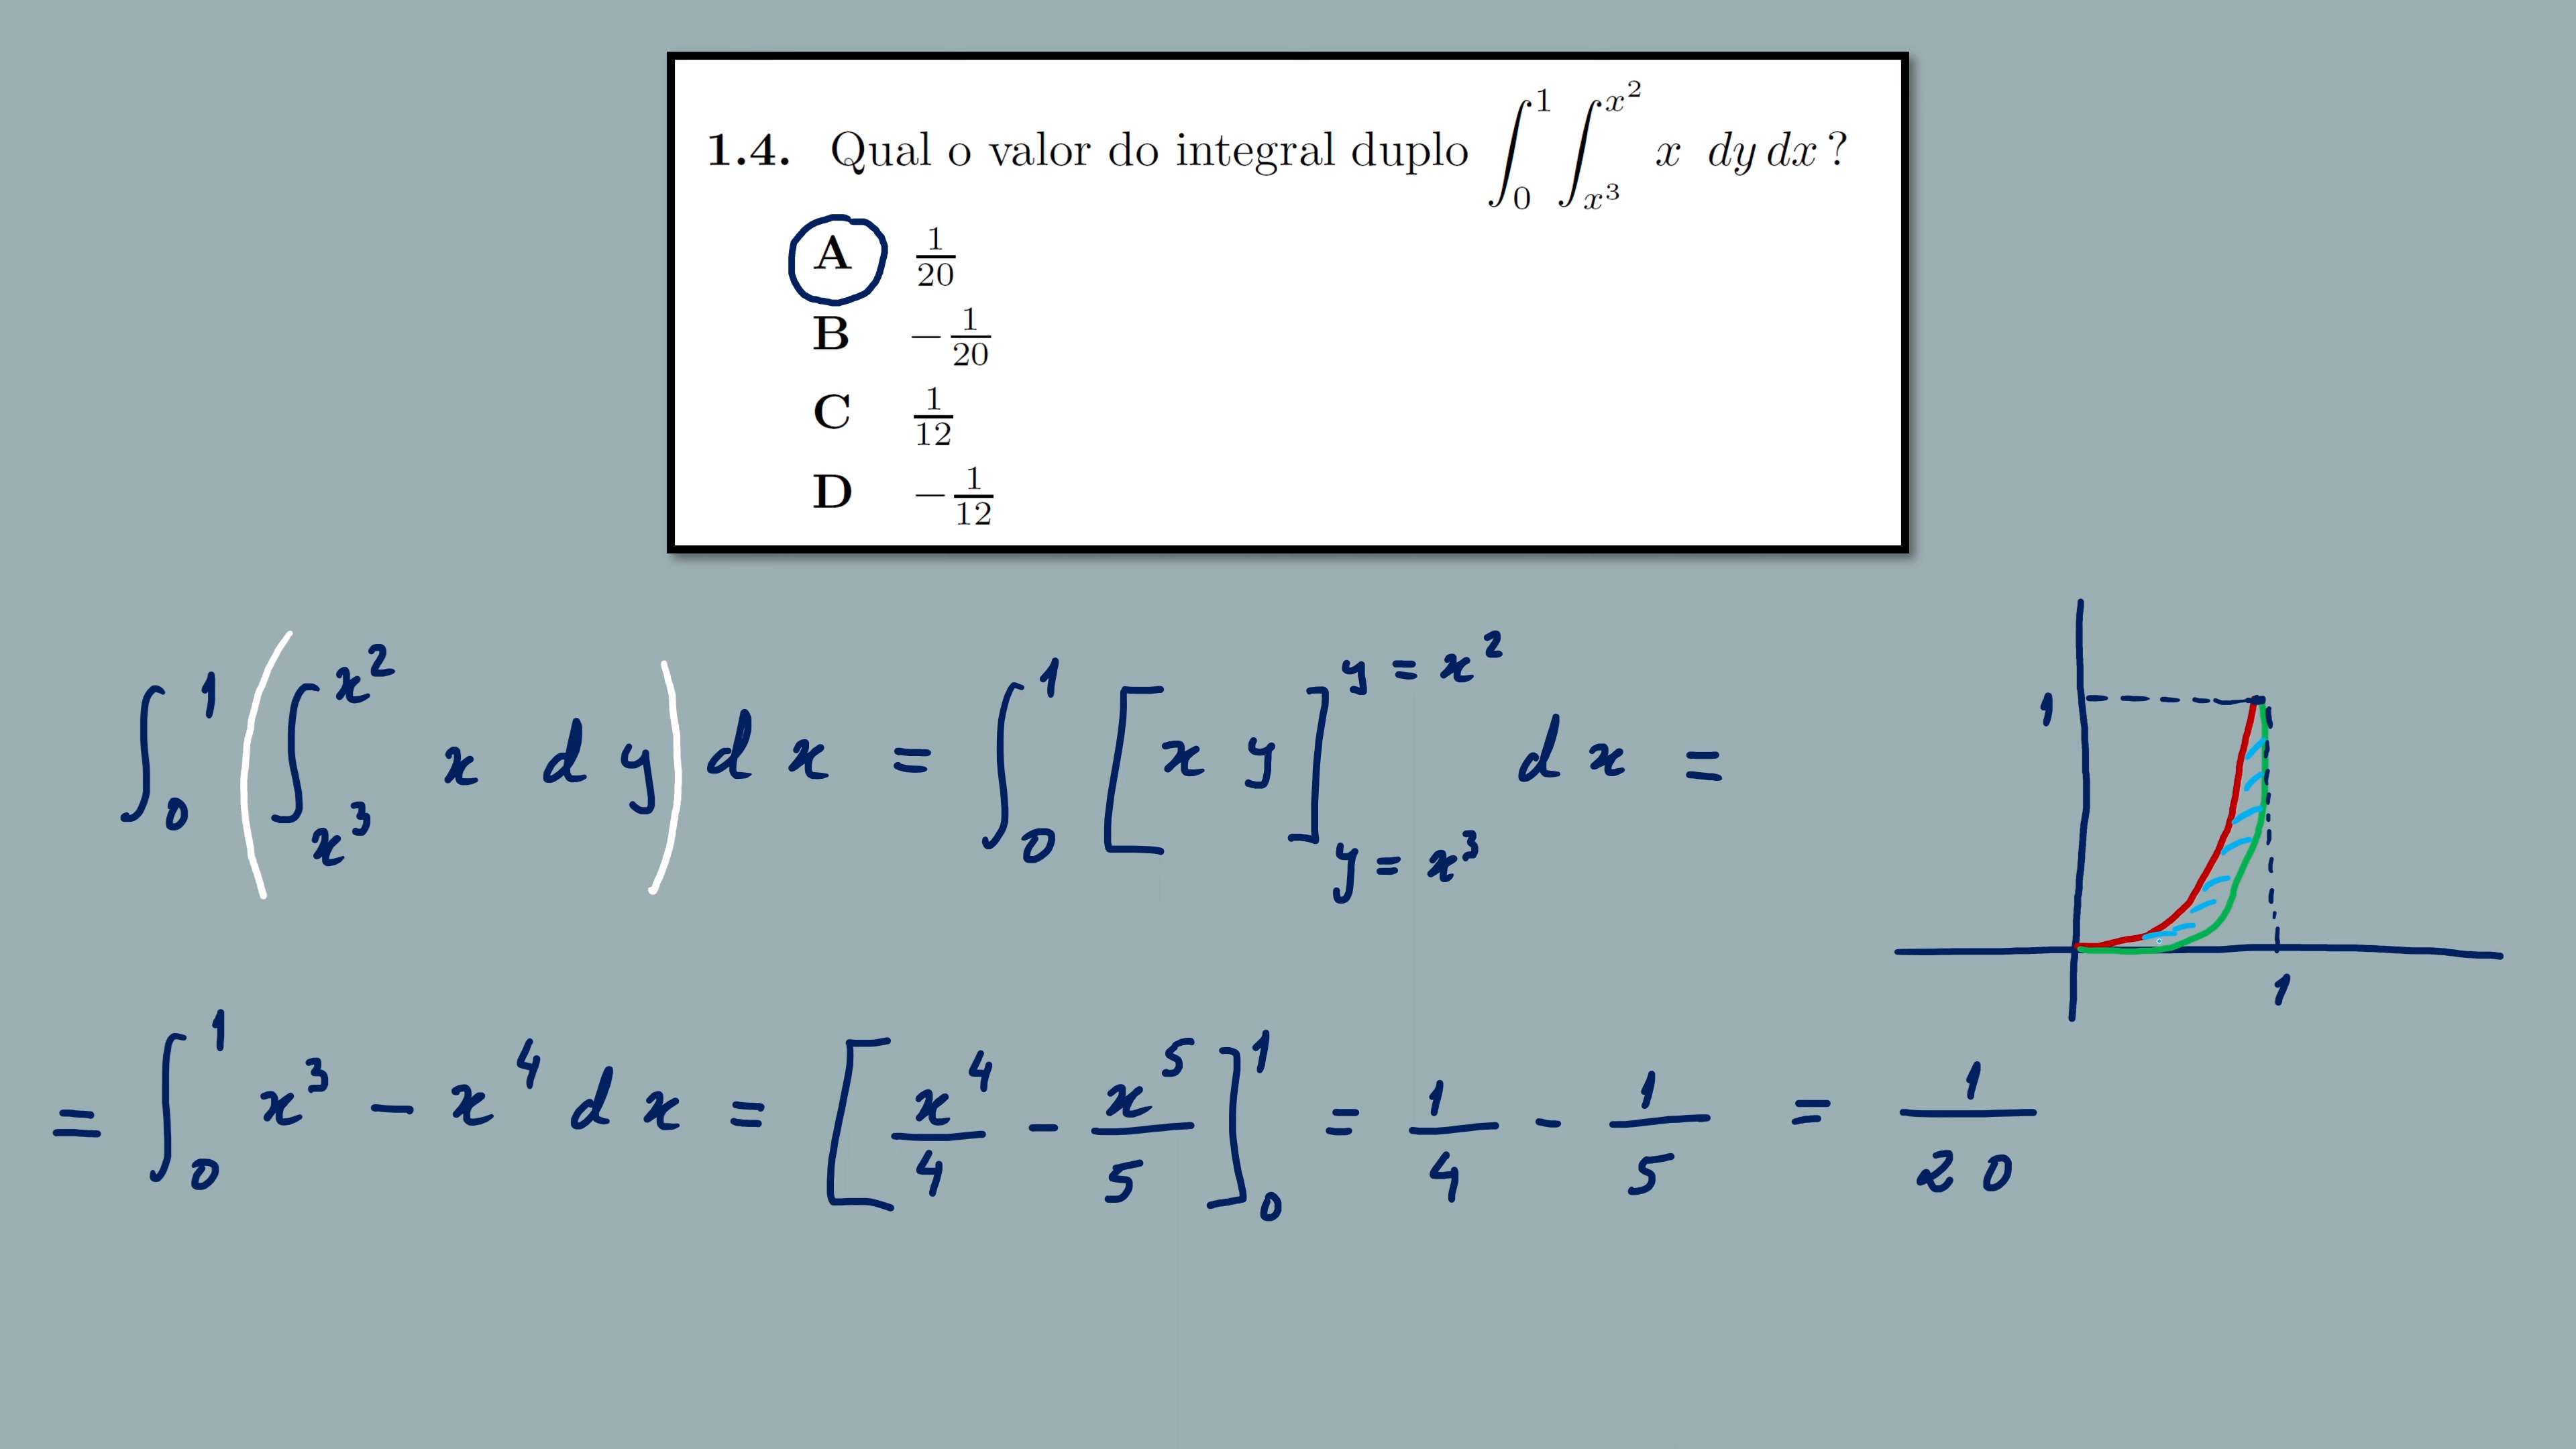 1.4. Qual o valor do integral duplo ∫₀¹ ∫_{x³}^{x²} x dy dx ?
A 1/20
B −1/20
C 1/12
D −1/12
∫₀¹ ( ∫_{x³}^{x²} x dy ) dx = ∫₀¹ [x y]_{y = x³}^{y = x²} dx =
1
1
= ∫₀¹ x³ − x⁴ dx = [x⁴/4 − x⁵/5]₀¹ = 1/4 − 1/5 = 1/20